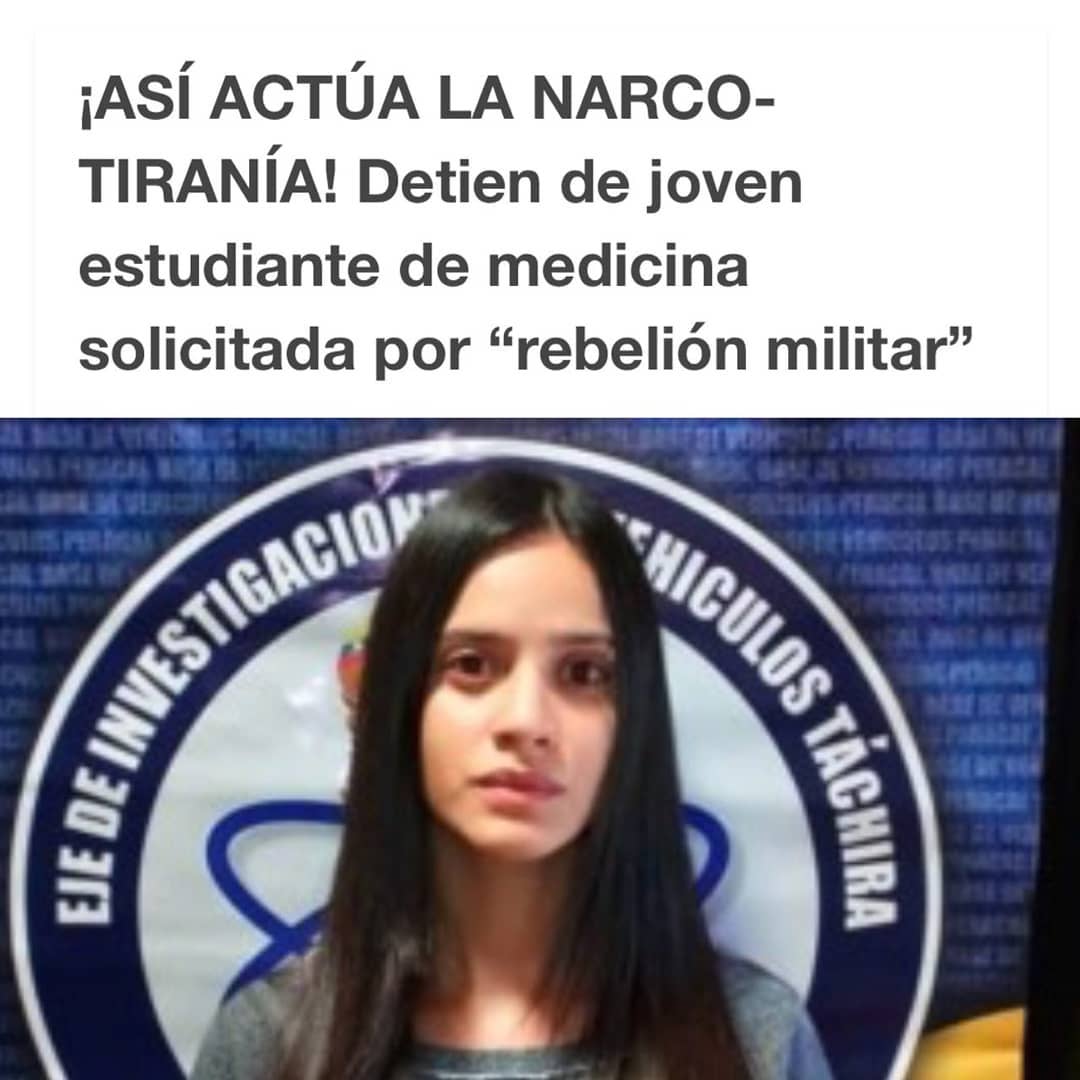 ¡ASÍ ACTÚA LA NARCO-
TIRANÍA! Detien de joven
estudiante de medicina
solicitada por “rebelión militar”
EJE DE INVESTIGACION
VEHICULOS TÁCHIRA